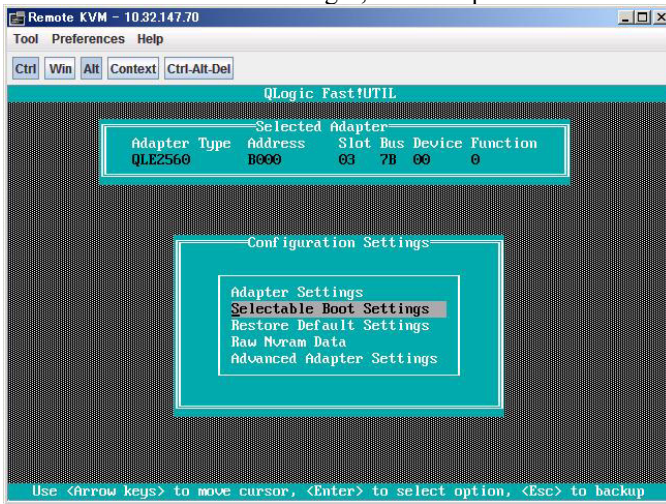 Remote KVM - 10.32.147.70
Tool Preferences Help
Ctrl Win Alt Context Ctrl-Alt-Del
QLogic Fast!UTIL
Selected Adapter
Adapter Type Address Slot Bus Device Function
QLE2560 B000 03 7B 00 0
Configuration Settings
Adapter Settings
Selectable Boot Settings
Restore Default Settings
Raw Nvram Data
Advanced Adapter Settings
Use <Arrow keys> to move cursor, <Enter> to select option, <Esc> to backup